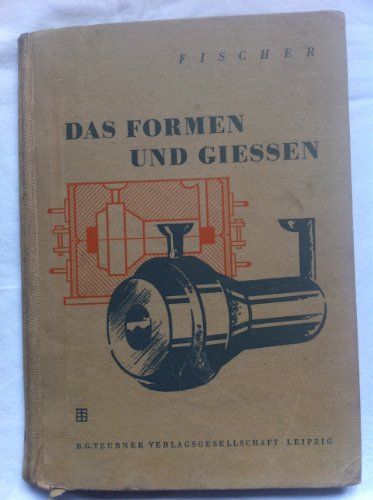 FISCHER
DAS FORMEN
UND GIESSEN
B.G. TEUBNER VERLAGSGESELLSCHAFT · LEIPZIG